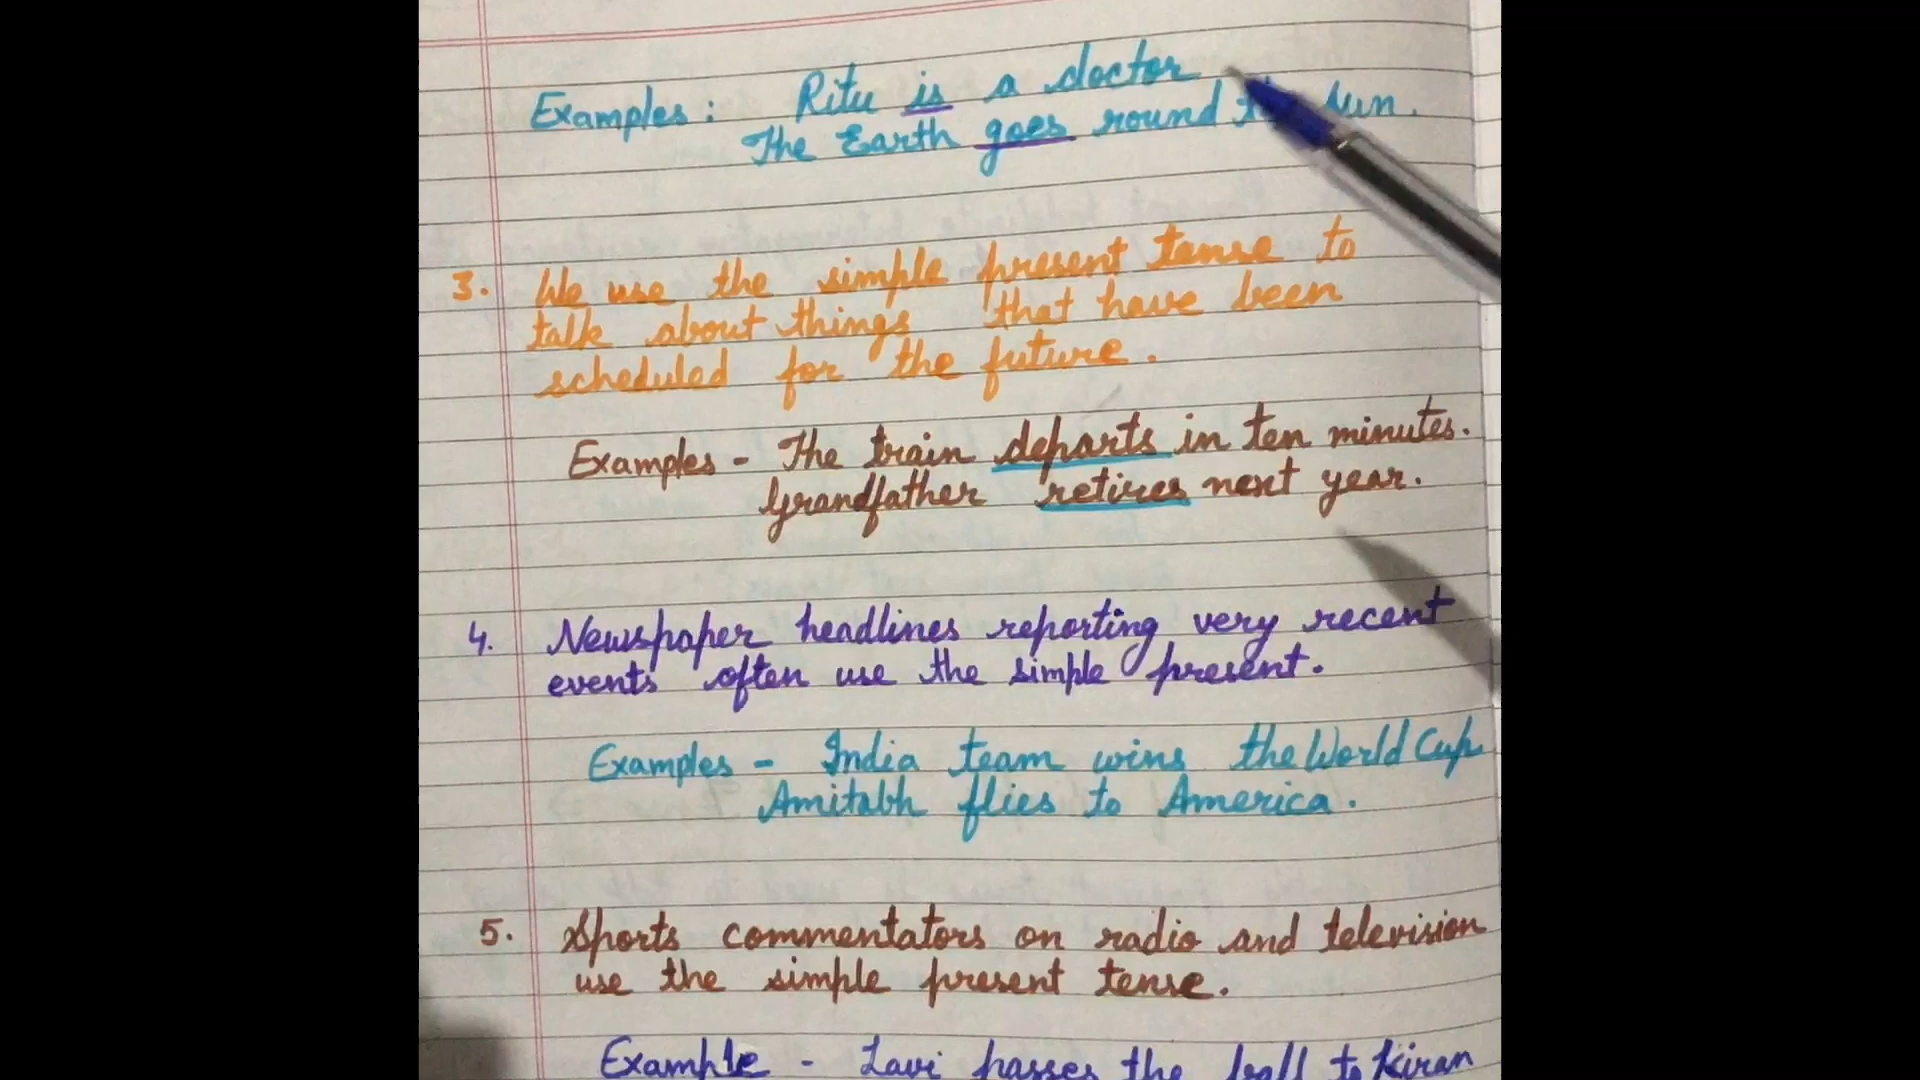 Examples : Ritu is a doctor
The Earth goes round the Sun.
3. We use the simple present tense to
talk about things that have been
scheduled for the future.
Examples - The train departs in ten minutes.
Grandfather retires next year.
4. Newspaper headlines reporting very recent
events often use the simple present.
Examples - India team wins the World Cup
Amitabh flies to America.
5. Sports commentators on radio and television
use the simple present tense.
Example - Lavi passes the ball to Kiran